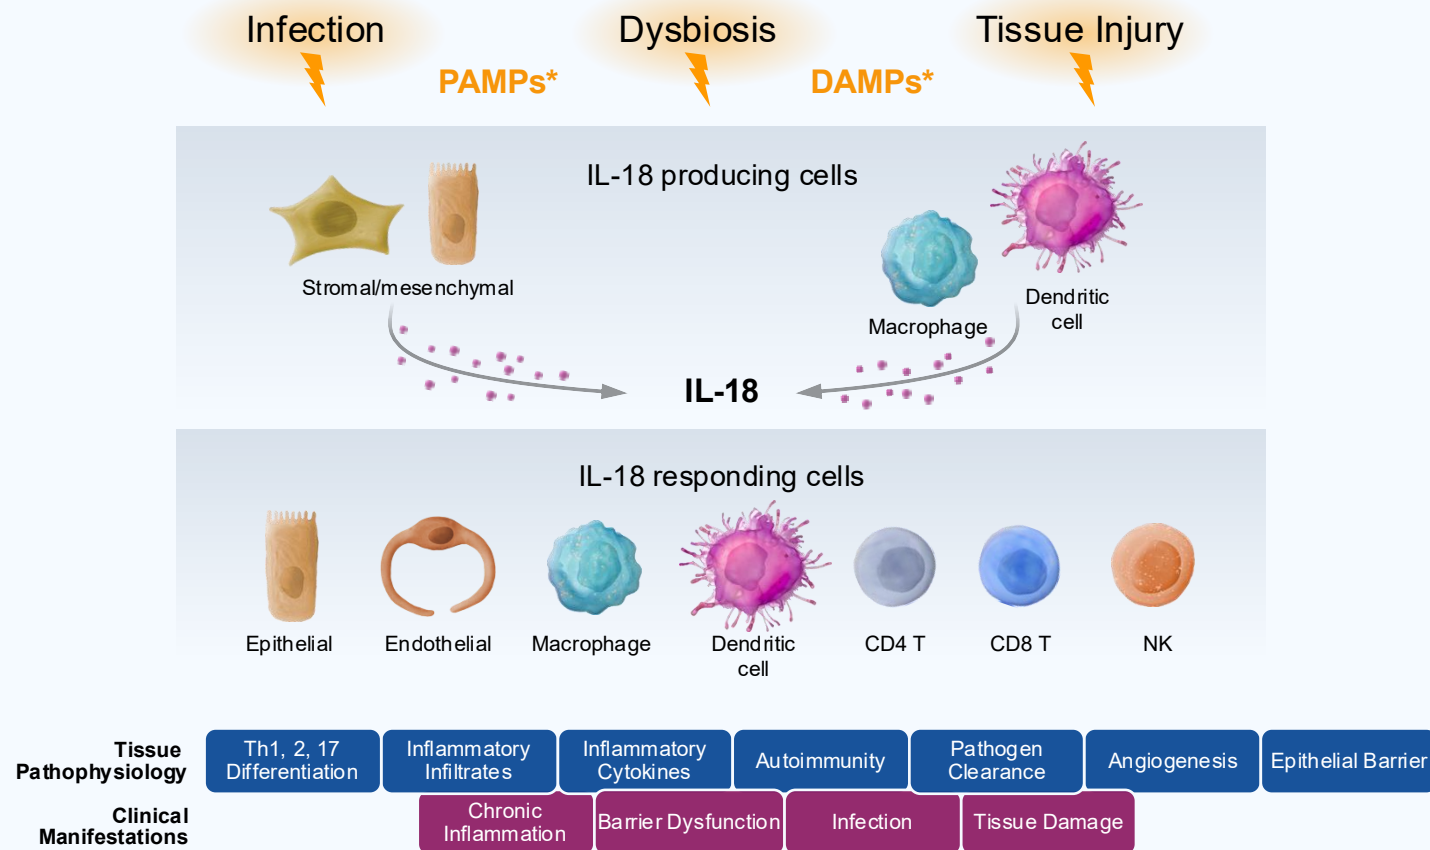 Infection
Dysbiosis
Tissue Injury
PAMPs*
DAMPs*
IL-18 producing cells
Stromal/mesenchymal
Macrophage
Dendritic
cell
IL-18
IL-18 responding cells
Epithelial
Endothelial
Macrophage
Dendritic
cell
CD4 T
CD8 T
NK
Tissue
Pathophysiology
Th1, 2, 17
Differentiation
Inflammatory
Infiltrates
Inflammatory
Cytokines
Autoimmunity
Pathogen
Clearance
Angiogenesis
Epithelial Barrier
Clinical
Manifestations
Chronic
Inflammation
Barrier Dysfunction
Infection
Tissue Damage